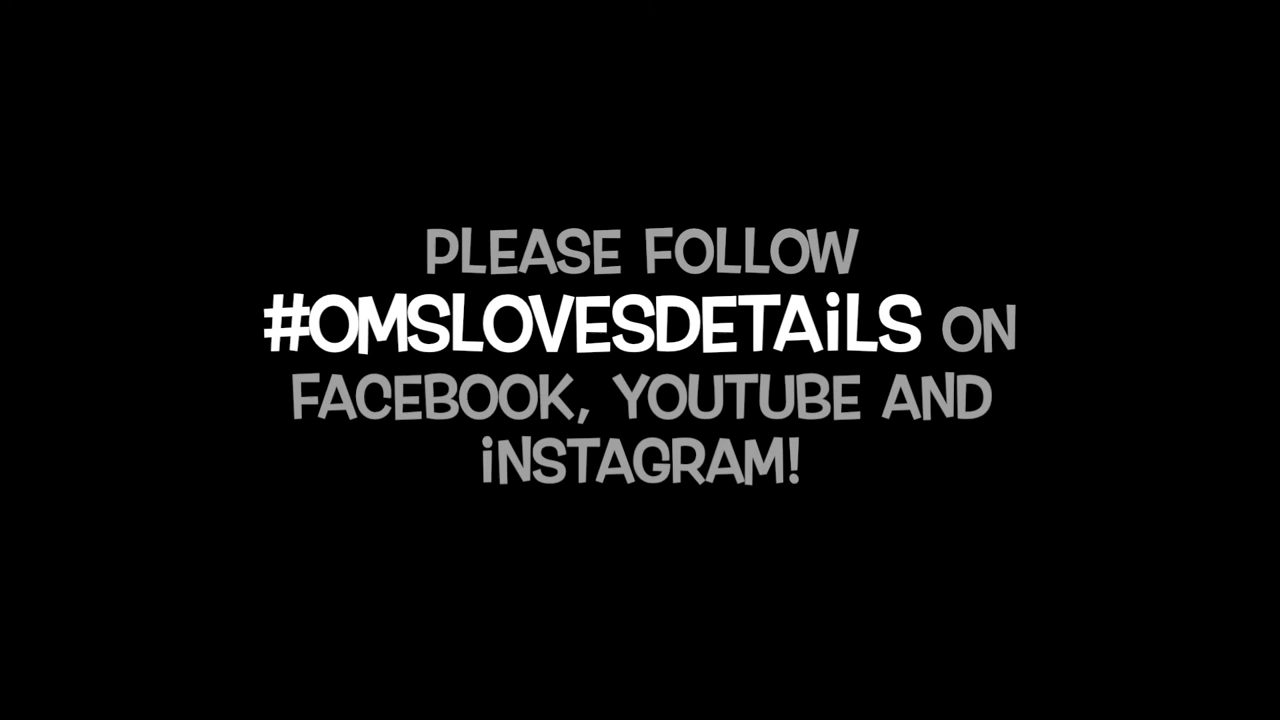 PLEASE FOLLOW
#OMSLOVESDETAiLS ON
FACEBOOK, YOUTUBE AND
iNSTAGRAM!